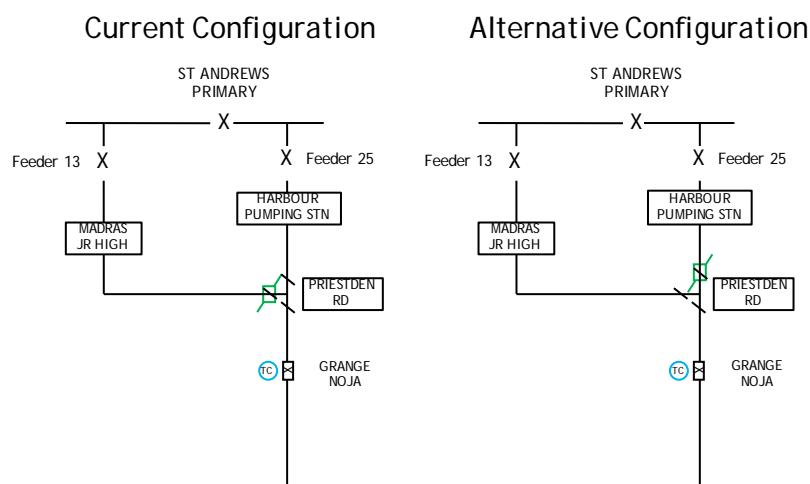 Current Configuration
Alternative Configuration
ST ANDREWS
PRIMARY
X
Feeder 13 X
X Feeder 25
HARBOUR
PUMPING STN
MADRAS
JR HIGH
PRIESTDEN
RD
TC
GRANGE
NOJA
ST ANDREWS
PRIMARY
X
Feeder 13 X
X Feeder 25
HARBOUR
PUMPING STN
MADRAS
JR HIGH
PRIESTDEN
RD
TC
GRANGE
NOJA